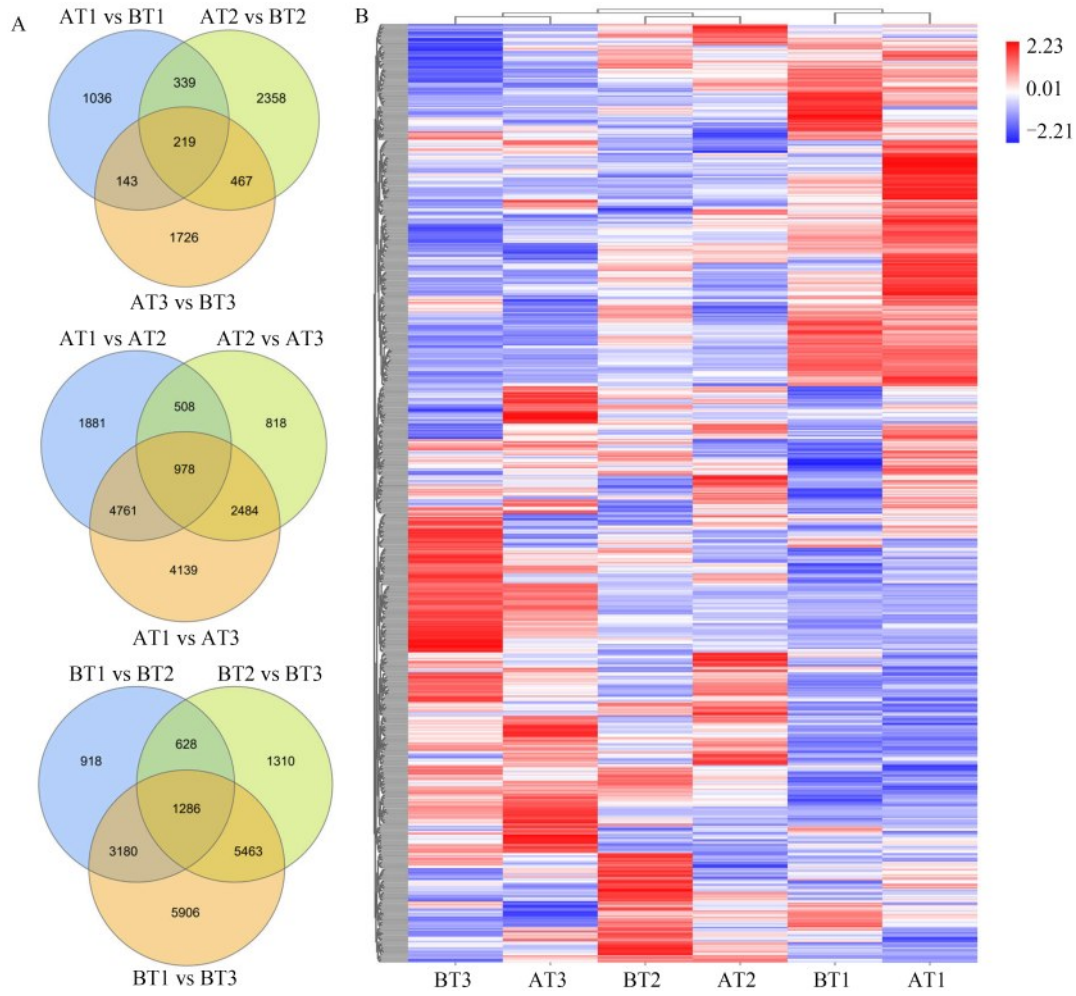 A
AT1 vs BT1 AT2 vs BT2
339
1036 2358
219
143 467
1726
AT3 vs BT3
AT1 vs AT2 AT2 vs AT3
508
1881 818
978
4761 2484
4139
AT1 vs AT3
BT1 vs BT2 BT2 vs BT3
628
918 1310
1286
3180 5463
5906
BT1 vs BT3
B
2.23
0.01
−2.21
BT3 AT3 BT2 AT2 BT1 AT1